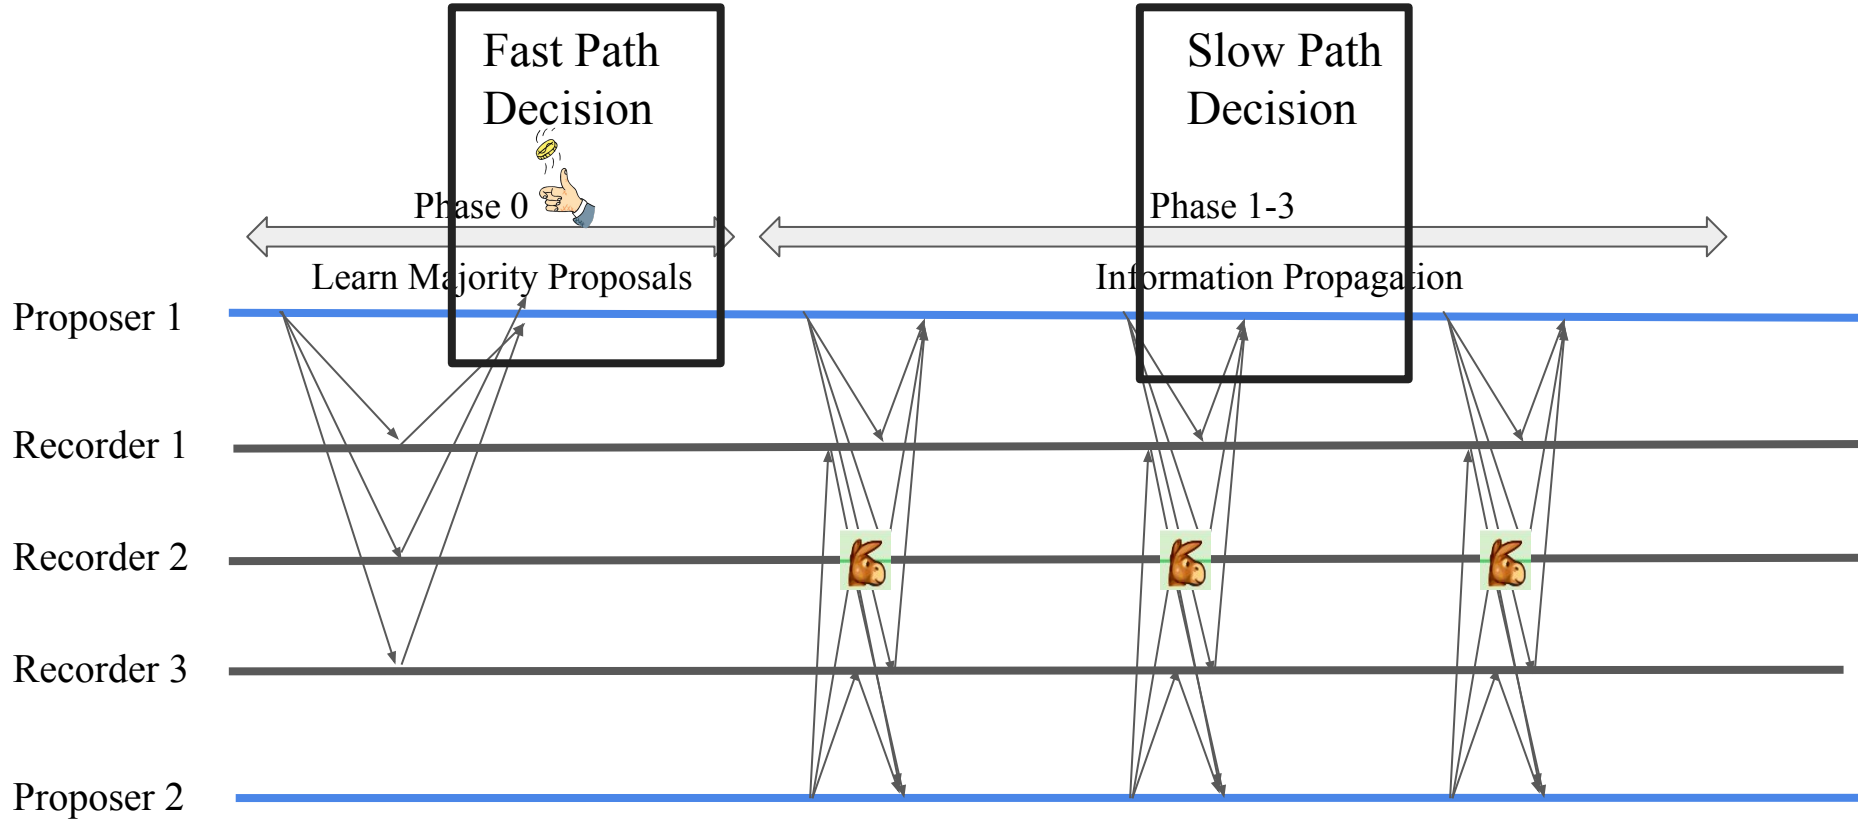 Fast Path
Decision
Slow Path
Decision
Phase 0
Phase 1-3
Learn Majority Proposals
Information Propagation
Proposer 1
Recorder 1
Recorder 2
Recorder 3
Proposer 2